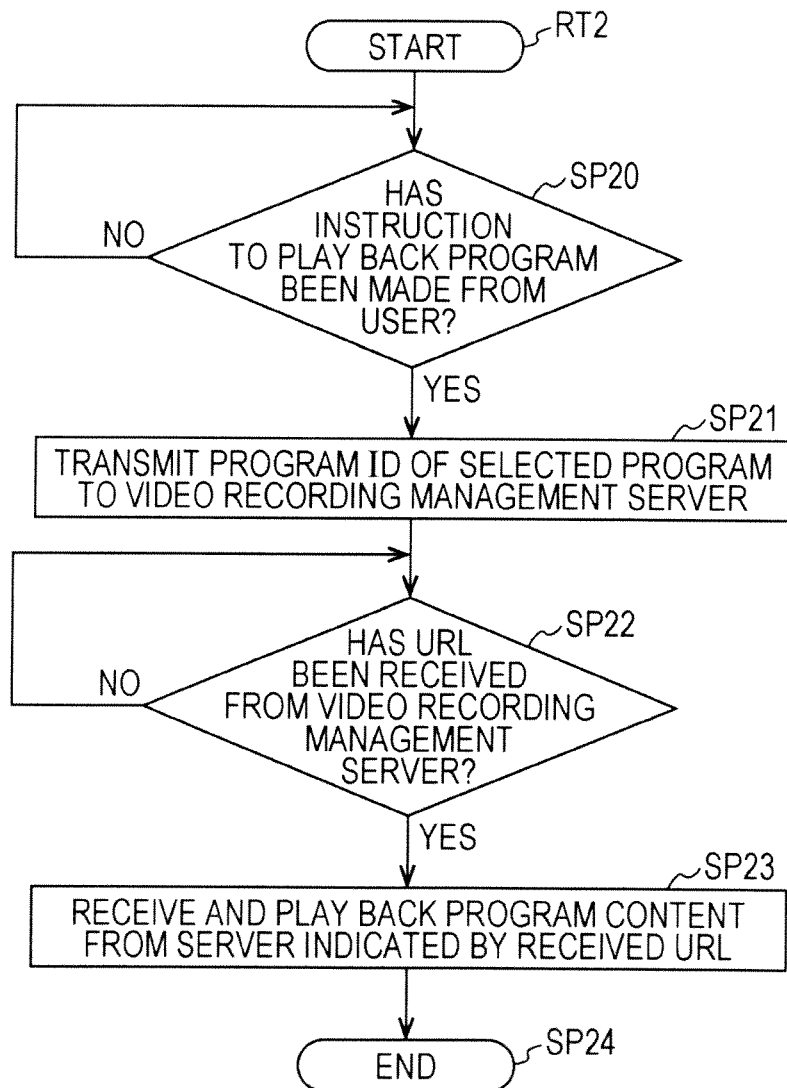 START
RT2
HAS
INSTRUCTION
TO PLAY BACK PROGRAM
BEEN MADE FROM
USER?
SP20
NO
YES
SP21
TRANSMIT PROGRAM ID OF SELECTED PROGRAM
TO VIDEO RECORDING MANAGEMENT SERVER
HAS URL
BEEN RECEIVED
FROM VIDEO RECORDING
MANAGEMENT
SERVER?
SP22
NO
YES
SP23
RECEIVE AND PLAY BACK PROGRAM CONTENT
FROM SERVER INDICATED BY RECEIVED URL
END
SP24